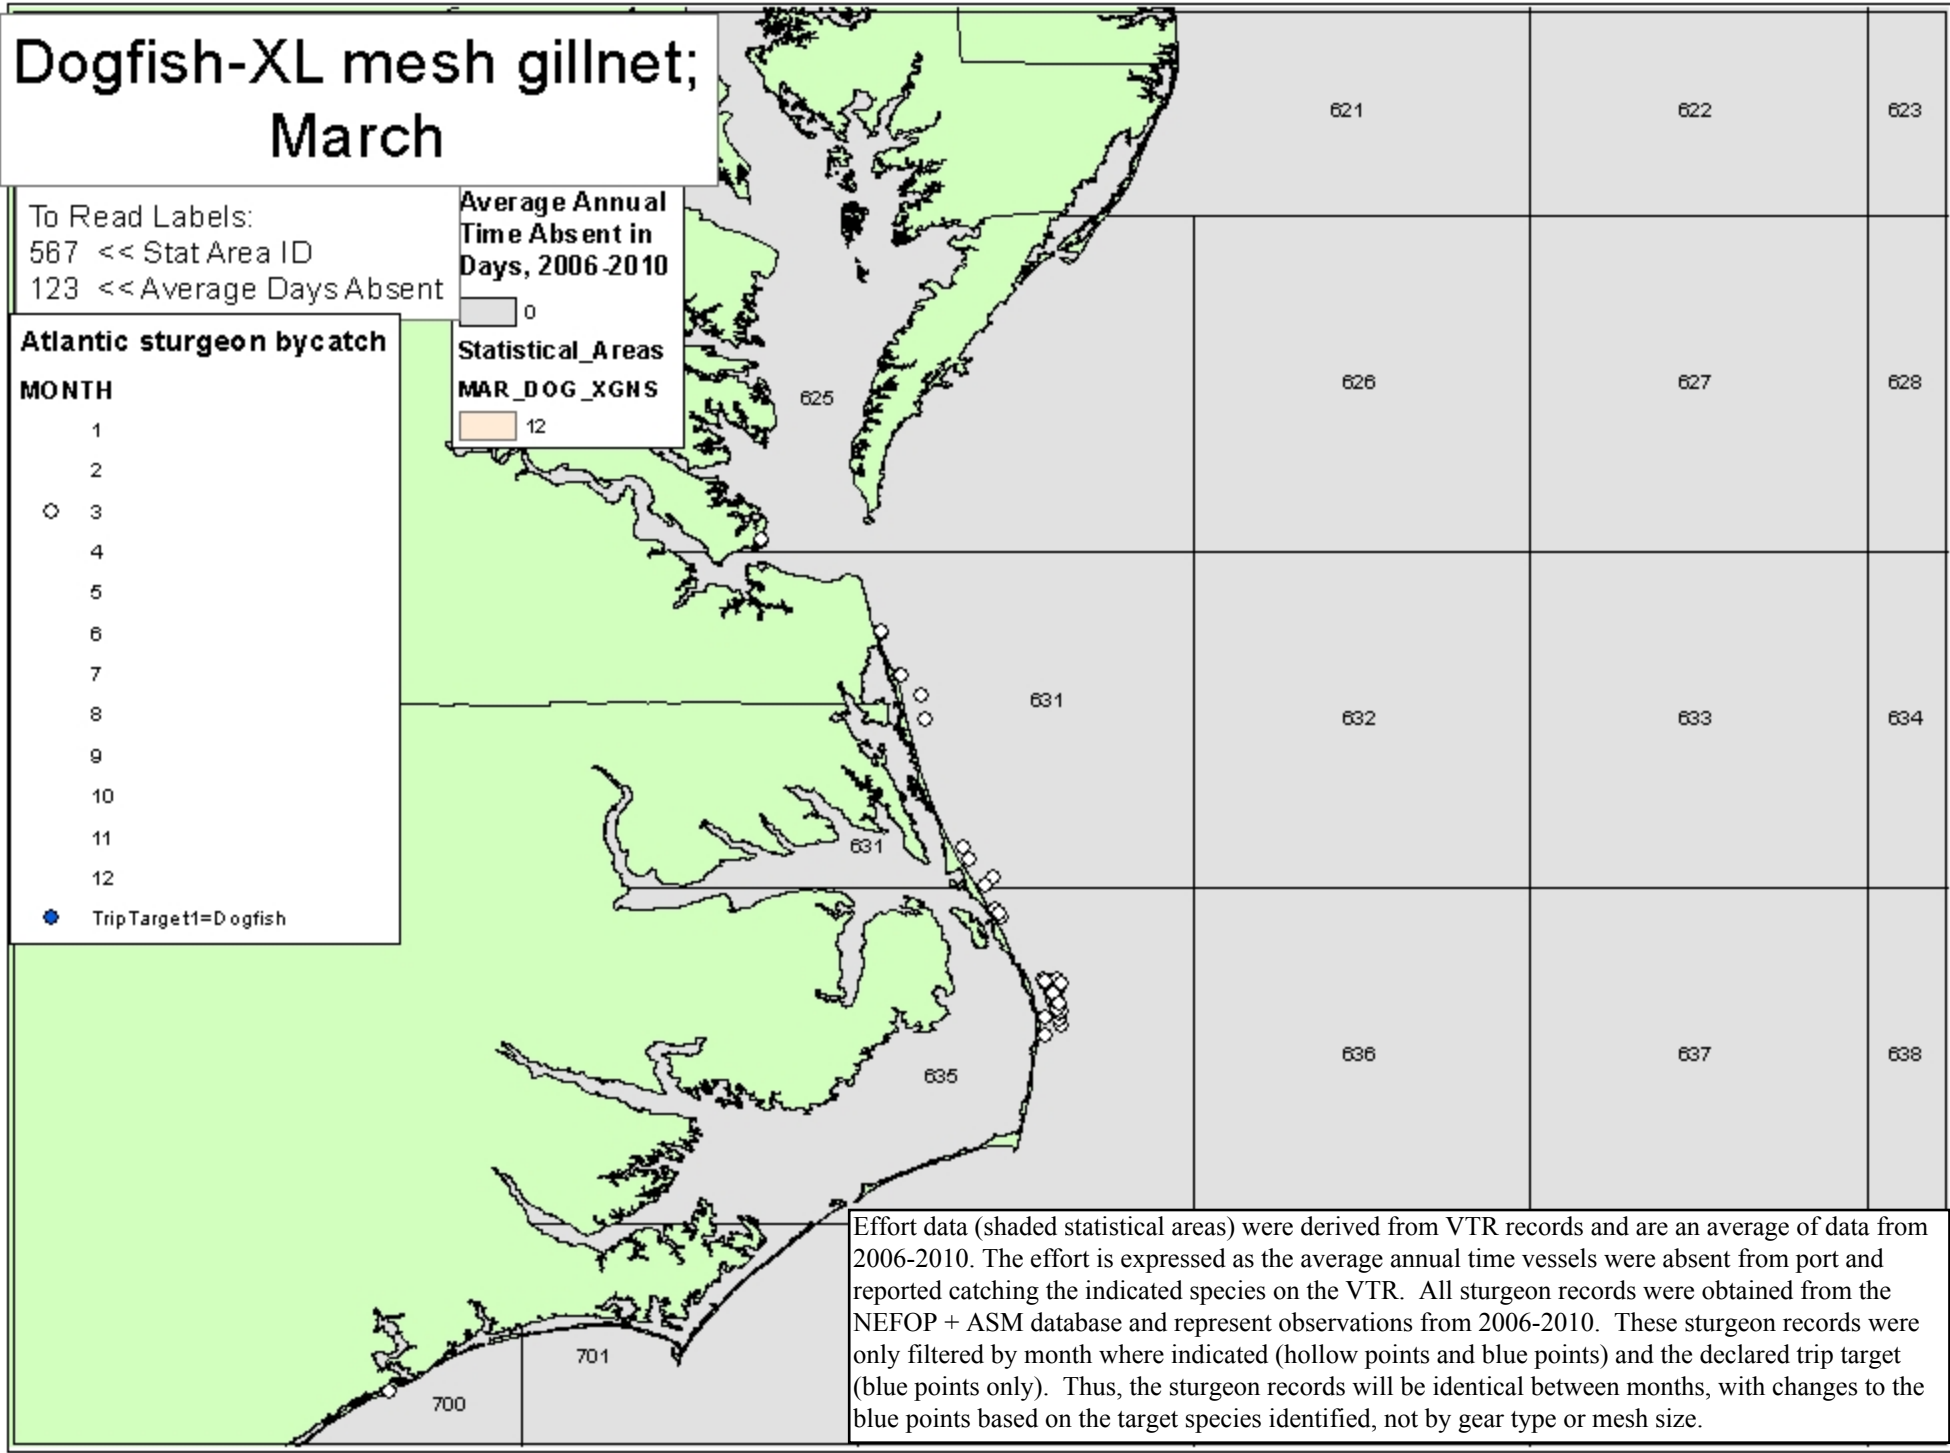 Dogfish-XL mesh gillnet;
March
To Read Labels:
567 << Stat Area ID
123 << Average Days Absent
Average Annual
Time Absent in
Days, 2006-2010
0
Statistical_Areas
MAR_DOG_XGNS
12
Atlantic sturgeon bycatch
MONTH
1
2
3
4
5
6
7
8
9
10
11
12
TripTarget1=Dogfish
621
622
623
625
626
627
628
631
632
633
634
631
635
636
637
638
701
700
Effort data (shaded statistical areas) were derived from VTR records and are an average of data from
2006-2010. The effort is expressed as the average annual time vessels were absent from port and
reported catching the indicated species on the VTR. All sturgeon records were obtained from the
NEFOP + ASM database and represent observations from 2006-2010. These sturgeon records were
only filtered by month where indicated (hollow points and blue points) and the declared trip target
(blue points only). Thus, the sturgeon records will be identical between months, with changes to the
blue points based on the target species identified, not by gear type or mesh size.